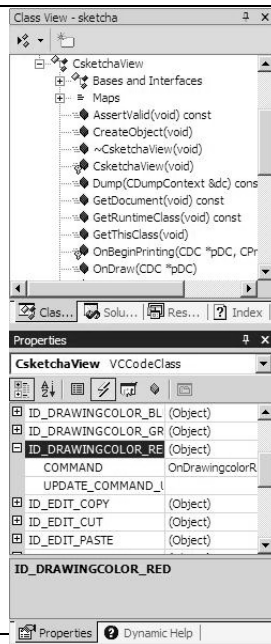 Class View - sketcha
CsketchaView
Bases and Interfaces
Maps
AssertValid(void) const
CreateObject(void)
~CsketchaView(void)
CsketchaView(void)
Dump(CDumpContext &dc) cons
GetDocument(void) const
GetRuntimeClass(void) const
GetThisClass(void)
OnBeginPrinting(CDC *pDC, CPr
OnDraw(CDC *pDC)
Clas... Solu... Res... Index
Properties
CsketchaView VCCodeClass
ID_DRAWINGCOLOR_BL (Object)
ID_DRAWINGCOLOR_GR (Object)
ID_DRAWINGCOLOR_RE (Object)
COMMAND OnDrawingcolorR
UPDATE_COMMAND_U
ID_EDIT_COPY (Object)
ID_EDIT_CUT (Object)
ID_EDIT_PASTE (Object)
ID_DRAWINGCOLOR_RED
Properties Dynamic Help